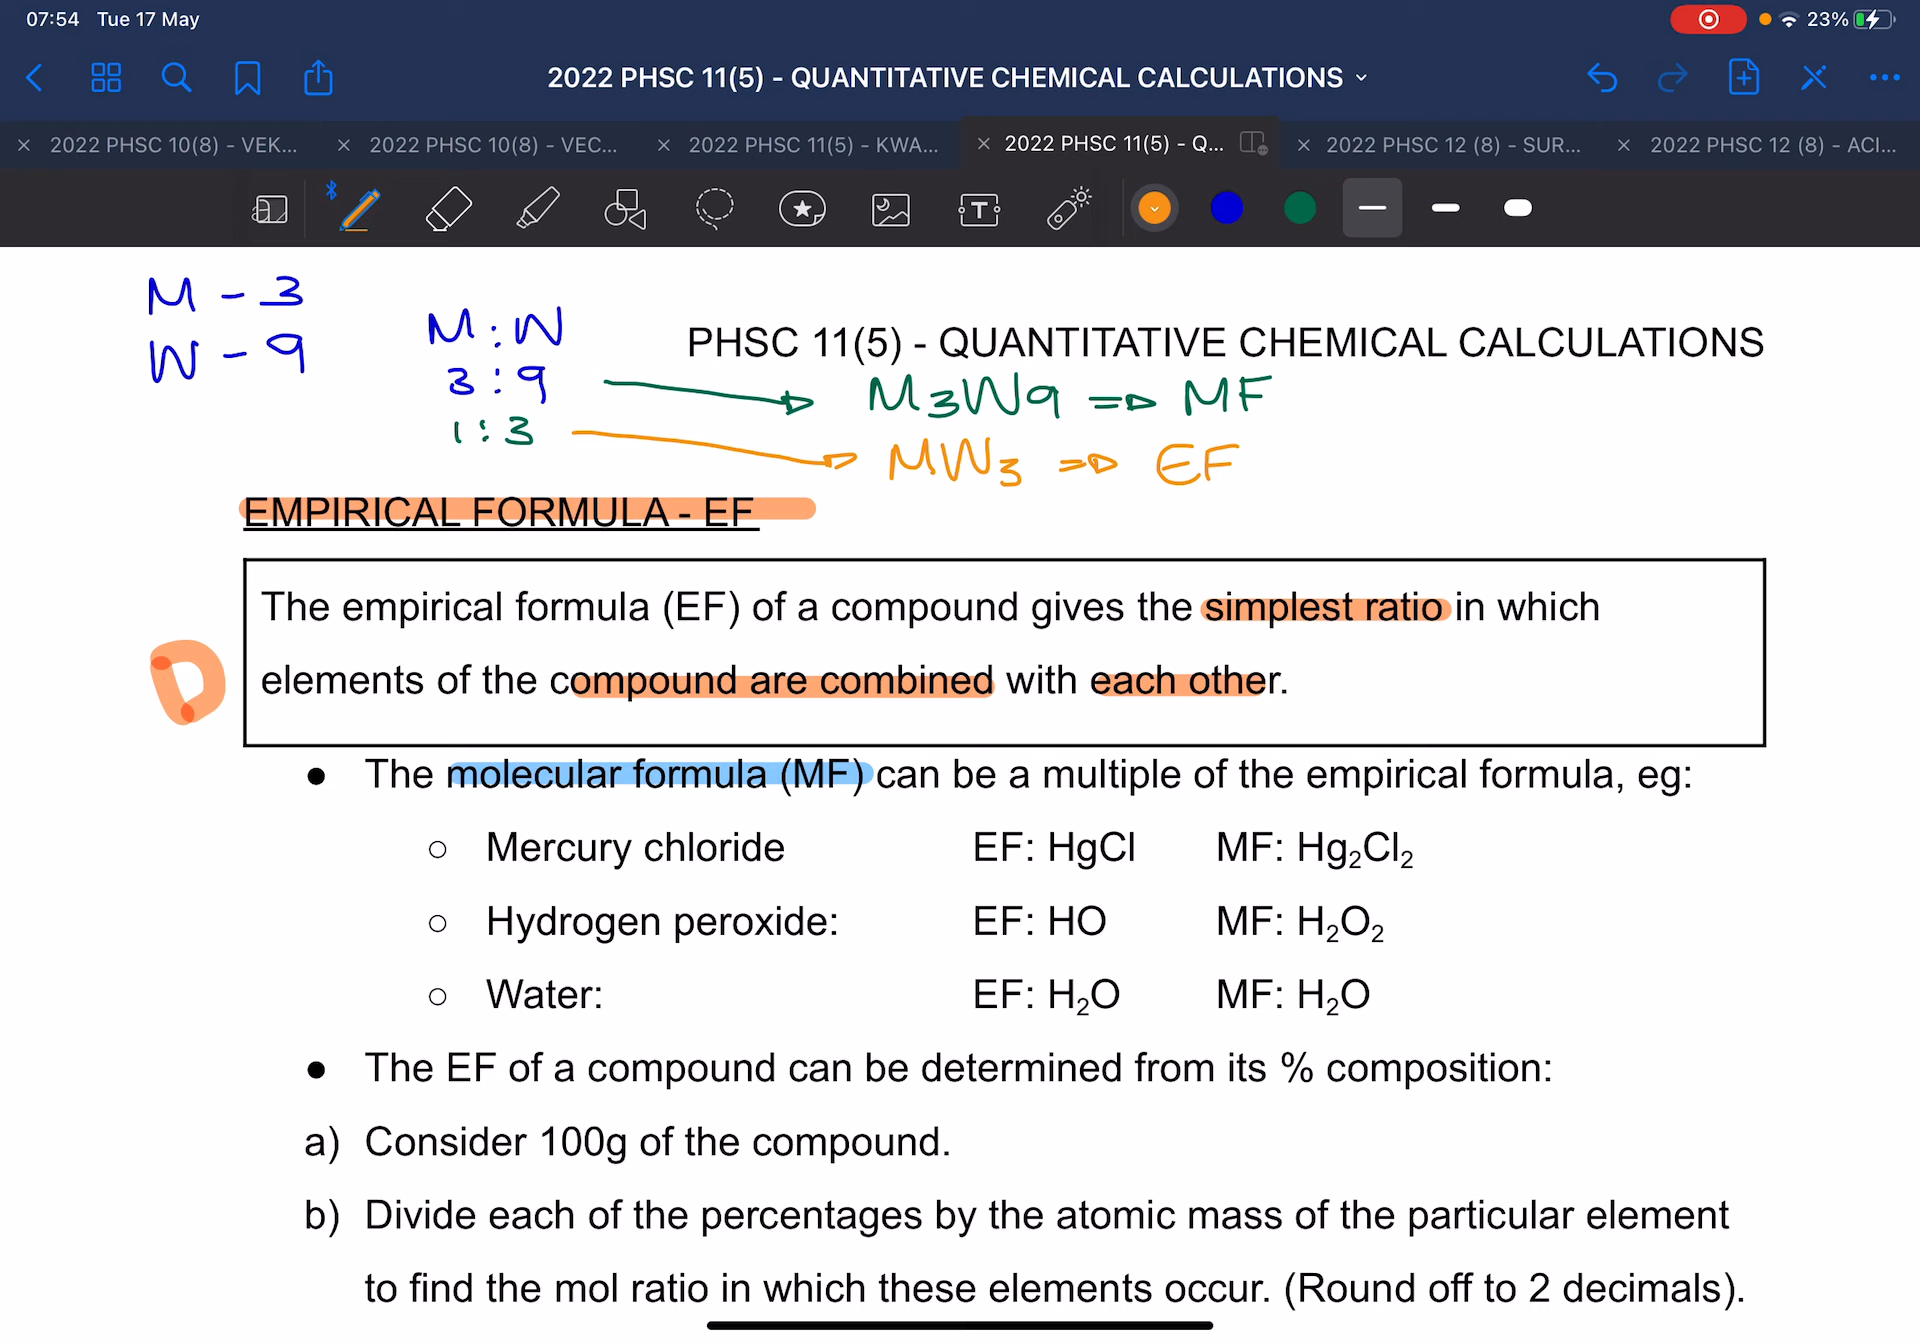 07:54 Tue 17 May 23%
2022 PHSC 11(5) - QUANTITATIVE CHEMICAL CALCULATIONS
2022 PHSC 10(8) - VEK... 2022 PHSC 10(8) - VEC... 2022 PHSC 11(5) - KWA... 2022 PHSC 11(5) - Q... 2022 PHSC 12 (8) - SUR... 2022 PHSC 12 (8) - ACI...
M - 3
W - 9
M : W
3 : 9
1 : 3
PHSC 11(5) - QUANTITATIVE CHEMICAL CALCULATIONS
M3W9 => MF
MW3 => EF
EMPIRICAL FORMULA - EF
D
The empirical formula (EF) of a compound gives the simplest ratio in which
elements of the compound are combined with each other.
● The molecular formula (MF) can be a multiple of the empirical formula, eg:
○ Mercury chloride EF: HgCl MF: Hg₂Cl₂
○ Hydrogen peroxide: EF: HO MF: H₂O₂
○ Water: EF: H₂O MF: H₂O
● The EF of a compound can be determined from its % composition:
a) Consider 100g of the compound.
b) Divide each of the percentages by the atomic mass of the particular element
to find the mol ratio in which these elements occur. (Round off to 2 decimals).